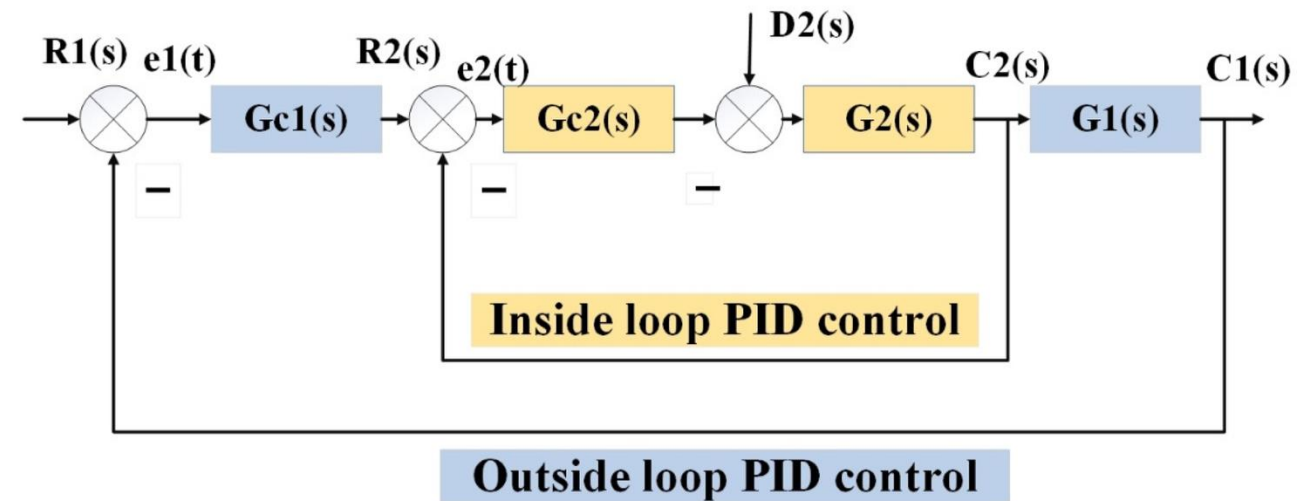 R1(s)
e1(t)
R2(s)
e2(t)
D2(s)
C2(s)
C1(s)
Gc1(s)
Gc2(s)
G2(s)
G1(s)
−
−
−
Inside loop PID control
Outside loop PID control